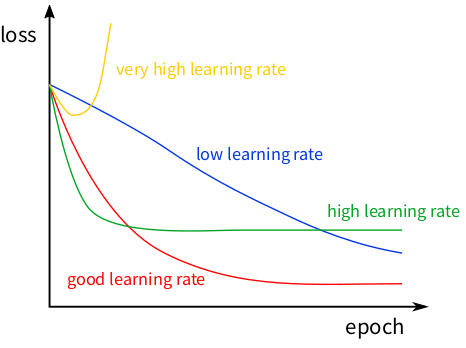 loss
very high learning rate
low learning rate
high learning rate
good learning rate
epoch